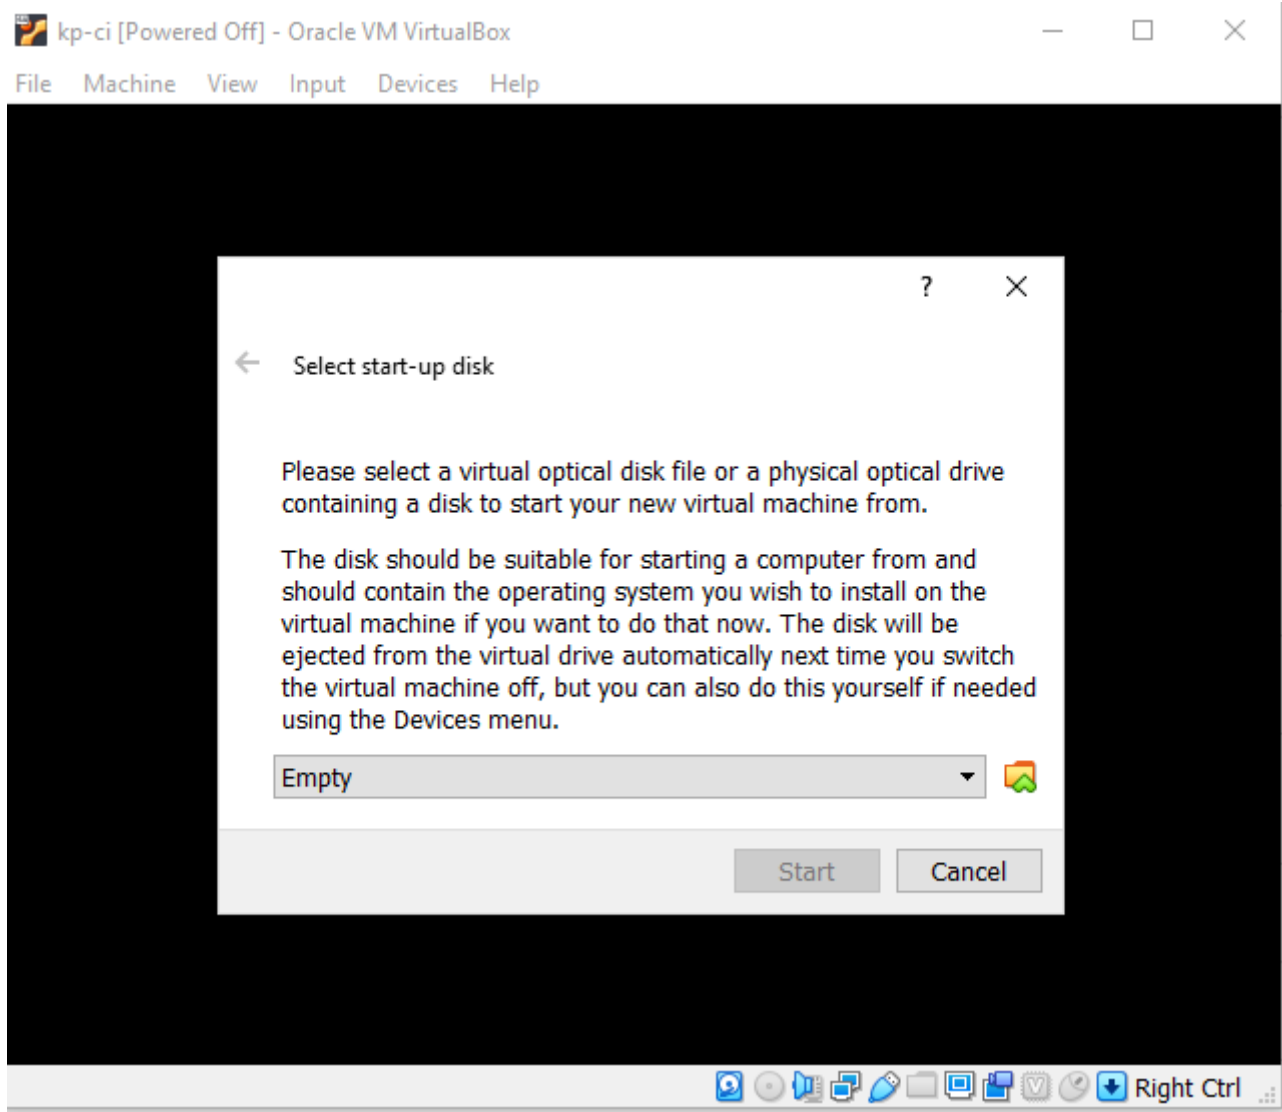 kp-ci [Powered Off] - Oracle VM VirtualBox
File Machine View Input Devices Help
?
Select start-up disk
Please select a virtual optical disk file or a physical optical drive
containing a disk to start your new virtual machine from.
The disk should be suitable for starting a computer from and
should contain the operating system you wish to install on the
virtual machine if you want to do that now. The disk will be
ejected from the virtual drive automatically next time you switch
the virtual machine off, but you can also do this yourself if needed
using the Devices menu.
Empty
Start Cancel
Right Ctrl